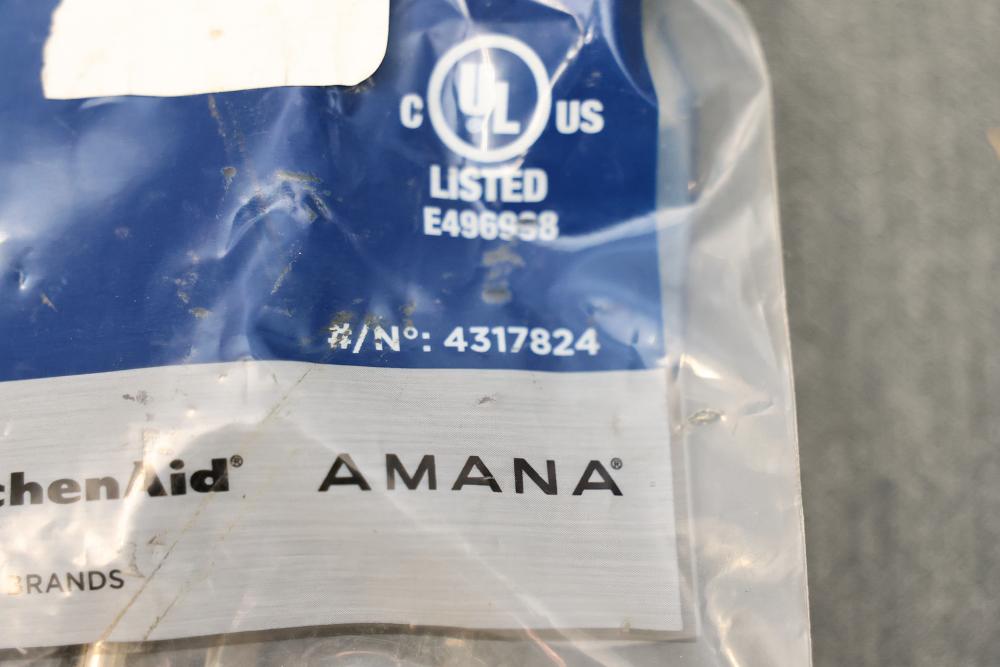 C UL US
LISTED
#/N°: 4317824
chenAid® AMANA®
BRANDS